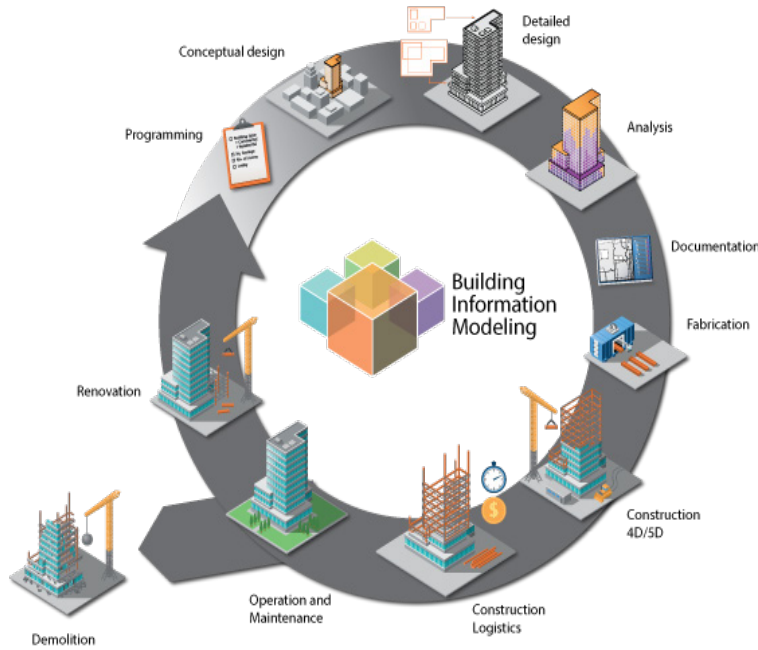 Conceptual design
Detailed
design
Programming
Analysis
Building
Information
Modeling
Documentation
Fabrication
Renovation
$
Construction
4D/5D
Operation and
Maintenance
Construction
Logistics
Demolition